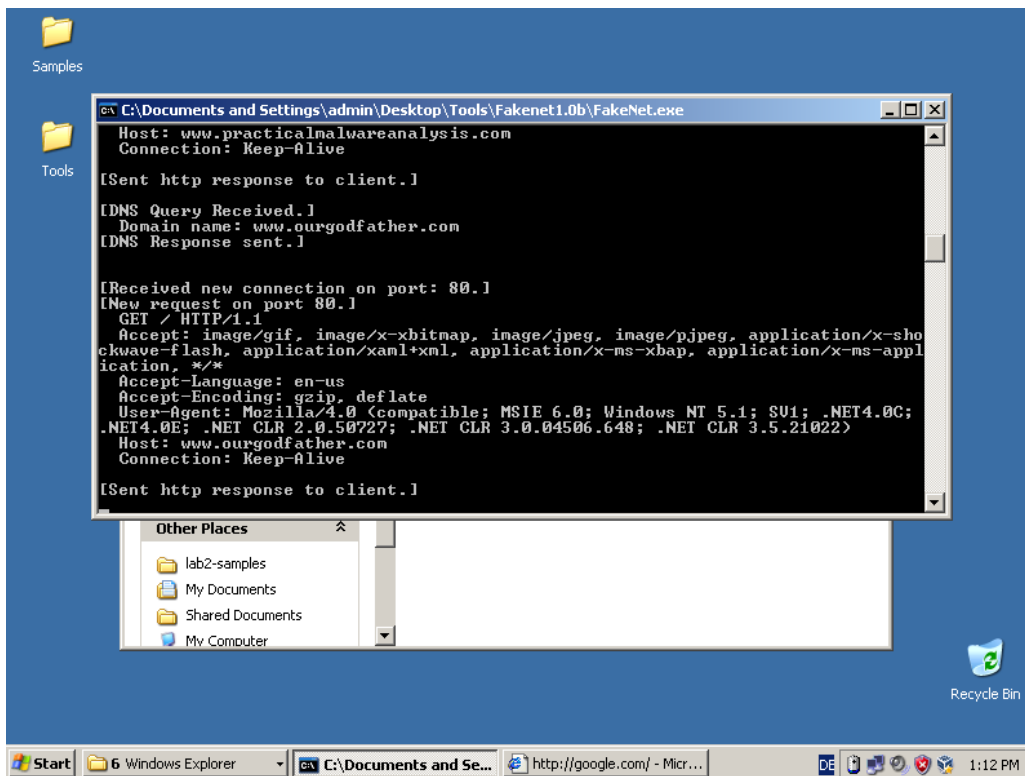 Samples
Tools
C:\Documents and Settings\admin\Desktop\Tools\Fakenet1.0b\FakeNet.exe
Host: www.practicalmalwareanalysis.com
Connection: Keep-Alive
[Sent http response to client.]
[DNS Query Received.]
Domain name: www.ourgodfather.com
[DNS Response sent.]
[Received new connection on port: 80.]
[New request on port 80.]
GET / HTTP/1.1
Accept: image/gif, image/x-xbitmap, image/jpeg, image/pjpeg, application/x-sho
ckwave-flash, application/xaml+xml, application/x-ms-xbap, application/x-ms-appl
ication, */*
Accept-Language: en-us
Accept-Encoding: gzip, deflate
User-Agent: Mozilla/4.0 (compatible; MSIE 6.0; Windows NT 5.1; SV1; .NET4.0C;
.NET4.0E; .NET CLR 2.0.50727; .NET CLR 3.0.04506.648; .NET CLR 3.5.21022)
Host: www.ourgodfather.com
Connection: Keep-Alive
[Sent http response to client.]
Other Places
lab2-samples
My Documents
Shared Documents
My Computer
Recycle Bin
Start
6 Windows Explorer
C:\Documents and Se...
http://google.com/ - Micr...
DE
1:12 PM